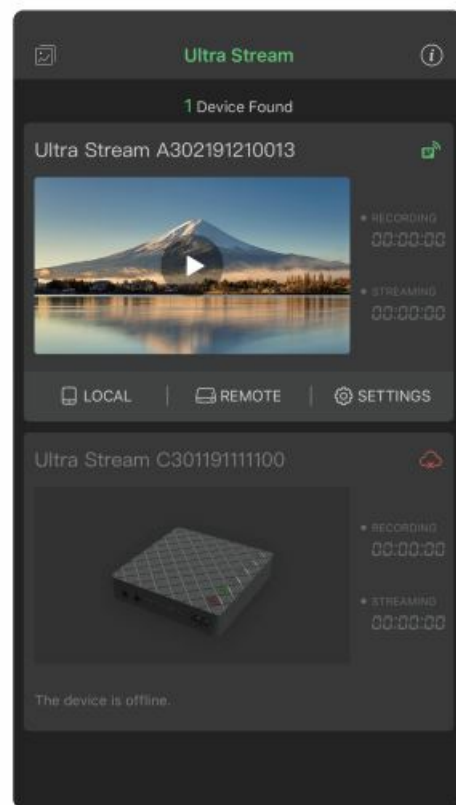 Ultra Stream
1 Device Found
Ultra Stream A302191210013
RECORDING
00:00:00
STREAMING
00:00:00
LOCAL
REMOTE
SETTINGS
Ultra Stream C301191111100
RECORDING
00:00:00
STREAMING
00:00:00
The device is offline.